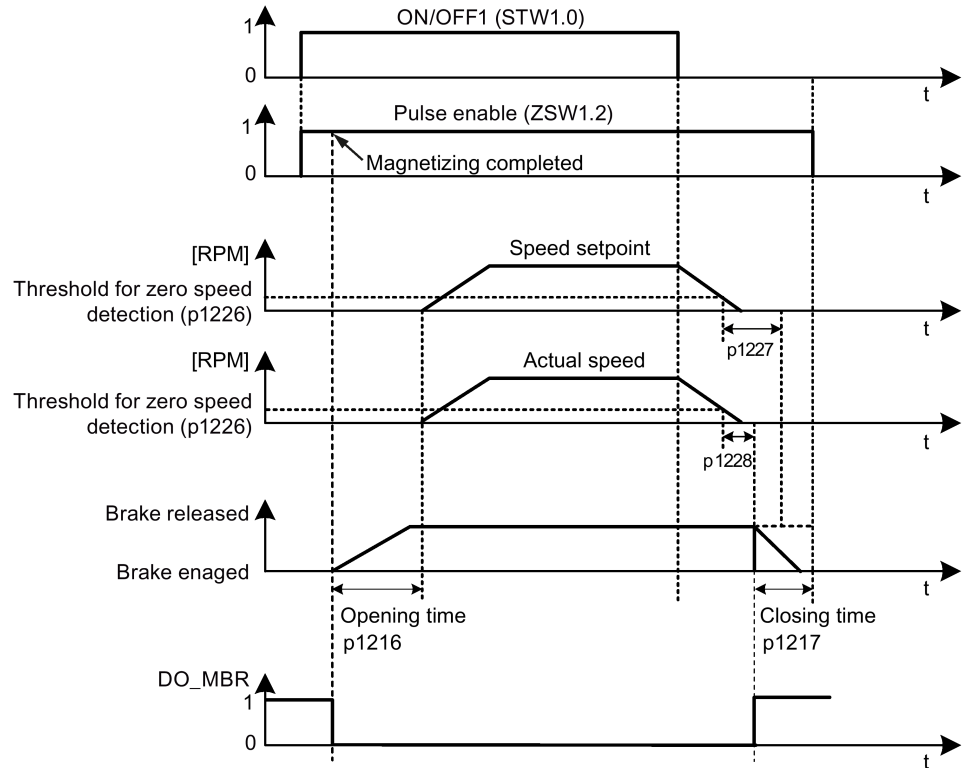 ON/OFF1 (STW1.0)
1
0
t
Pulse enable (ZSW1.2)
1
Magnetizing completed
0
t
[RPM]
Speed setpoint
Threshold for zero speed
detection (p1226)
t
p1227
[RPM]
Actual speed
Threshold for zero speed
detection (p1226)
t
p1228
Brake released
Brake enaged
t
Opening time
p1216
Closing time
p1217
DO_MBR
1
0
t